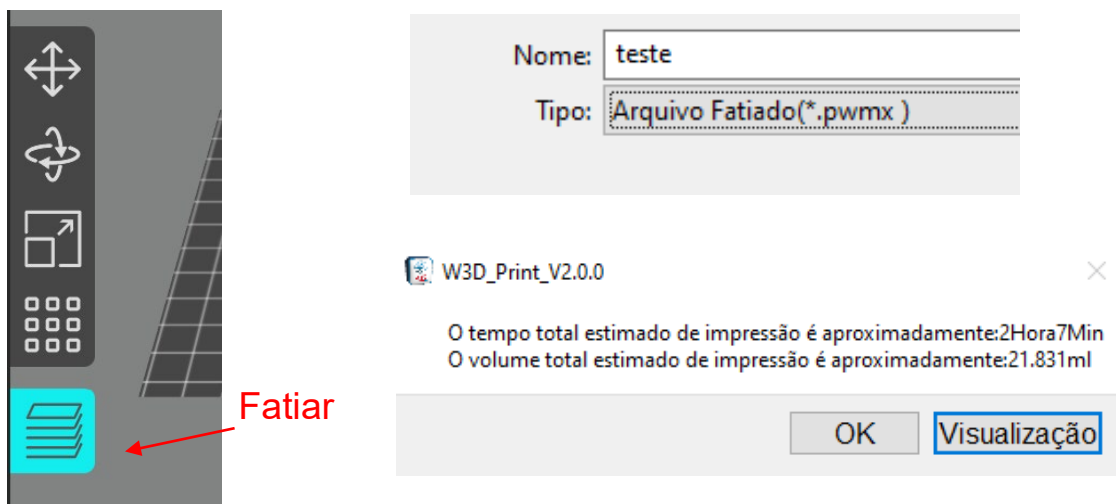 Nome: teste
Tipo: Arquivo Fatiado(*.pwmx )
W3D_Print_V2.0.0
O tempo total estimado de impressão é aproximadamente:2Hora7Min
O volume total estimado de impressão é aproximadamente:21.831ml
Fatiar
OK Visualização